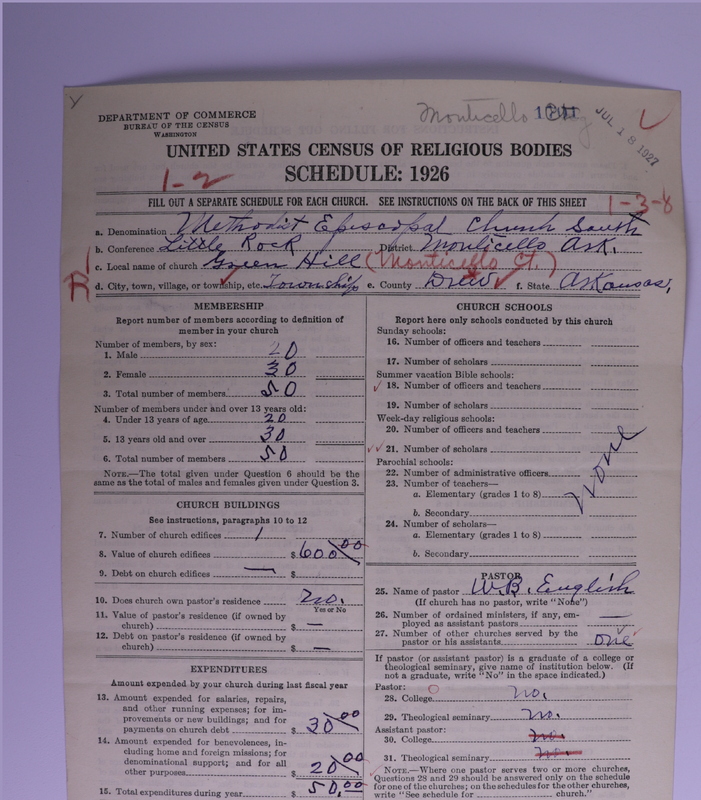 Monticello
JUL 18 1927
DEPARTMENT OF COMMERCE
BUREAU OF THE CENSUS
WASHINGTON
UNITED STATES CENSUS OF RELIGIOUS BODIES
SCHEDULE: 1926
1-2
FILL OUT A SEPARATE SCHEDULE FOR EACH CHURCH. SEE INSTRUCTIONS ON THE BACK OF THIS SHEET
1-3-8
a. Denomination Methodist Episcopal Church South
b. Conference Little Rock District Monticello Ark.
c. Local name of church Green Hill (Monticello Ct.)
R
d. City, town, village, or township, etc. Township e. County Drew f. State Arkansas,
MEMBERSHIP
Report number of members according to definition of
member in your church
Number of members, by sex:
1. Male 20
2. Female 30
3. Total number of members 50
Number of members under and over 13 years old:
4. Under 13 years of age 20
5. 13 years old and over 30
6. Total number of members 50
NOTE.—The total given under Question 6 should be the
same as the total of males and females given under Question 3.
CHURCH BUILDINGS
See instructions, paragraphs 10 to 12
7. Number of church edifices 1
8. Value of church edifices $600.00
9. Debt on church edifices — $
10. Does church own pastor's residence no.
Yes or No
11. Value of pastor's residence (if owned by
church) $ —
12. Debt on pastor's residence (if owned by
church) $ —
EXPENDITURES
Amount expended by your church during last fiscal year
13. Amount expended for salaries, repairs,
and other running expenses; for im-
provements or new buildings; and for
payments on church debt $30.00
14. Amount expended for benevolences, in-
cluding home and foreign missions; for
denominational support; and for all
other purposes $20.00
15. Total expenditures during year $50.00
CHURCH SCHOOLS
Report here only schools conducted by this church
Sunday schools:
16. Number of officers and teachers
17. Number of scholars
Summer vacation Bible schools:
18. Number of officers and teachers
19. Number of scholars
Week-day religious schools:
20. Number of officers and teachers
21. Number of scholars
Parochial schools:
22. Number of administrative officers
23. Number of teachers—
a. Elementary (grades 1 to 8)
b. Secondary
24. Number of scholars—
a. Elementary (grades 1 to 8)
b. Secondary
None
PASTOR
25. Name of pastor W.B. English
(If church has no pastor, write "None")
26. Number of ordained ministers, if any, em-
ployed as assistant pastors —
27. Number of other churches served by the
pastor or his assistants one
If pastor (or assistant pastor) is a graduate of a college or
theological seminary, give name of institution below. (If
not a graduate, write "No" in the space indicated.)
Pastor:
28. College no.
29. Theological seminary no.
Assistant pastor:
30. College no.
31. Theological seminary no.
NOTE.—Where one pastor serves two or more churches,
Questions 28 and 29 should be answered only on the schedule
for one of the churches; on the schedules for the other churches,
write "See schedule for church."